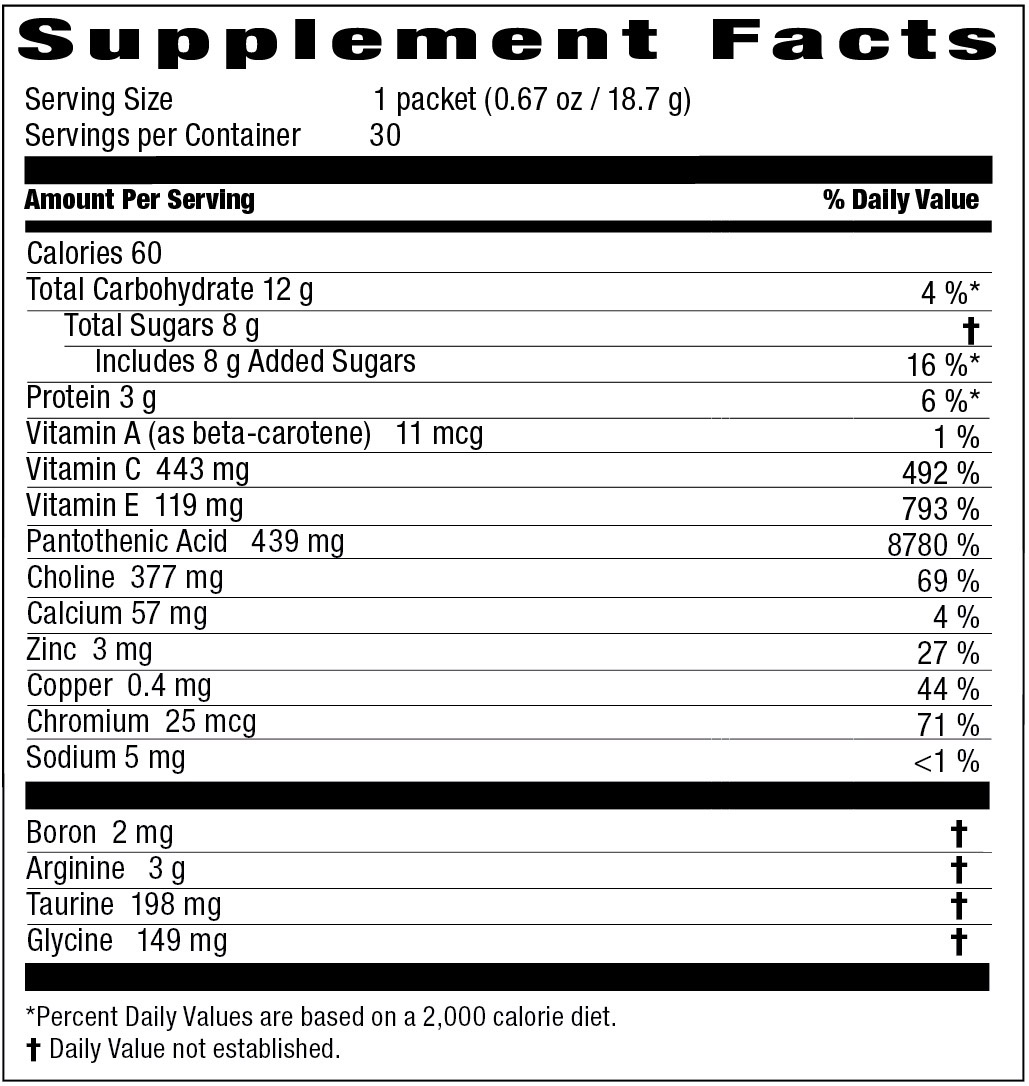 Supplement Facts
Serving Size 1 packet (0.67 oz / 18.7 g)
Servings per Container 30
Amount Per Serving % Daily Value
Calories 60
Total Carbohydrate 12 g 4 %*
Total Sugars 8 g †
Includes 8 g Added Sugars 16 %*
Protein 3 g 6 %*
Vitamin A (as beta-carotene) 11 mcg 1 %
Vitamin C 443 mg 492 %
Vitamin E 119 mg 793 %
Pantothenic Acid 439 mg 8780 %
Choline 377 mg 69 %
Calcium 57 mg 4 %
Zinc 3 mg 27 %
Copper 0.4 mg 44 %
Chromium 25 mcg 71 %
Sodium 5 mg <1 %
Boron 2 mg †
Arginine 3 g †
Taurine 198 mg †
Glycine 149 mg †
*Percent Daily Values are based on a 2,000 calorie diet.
† Daily Value not established.